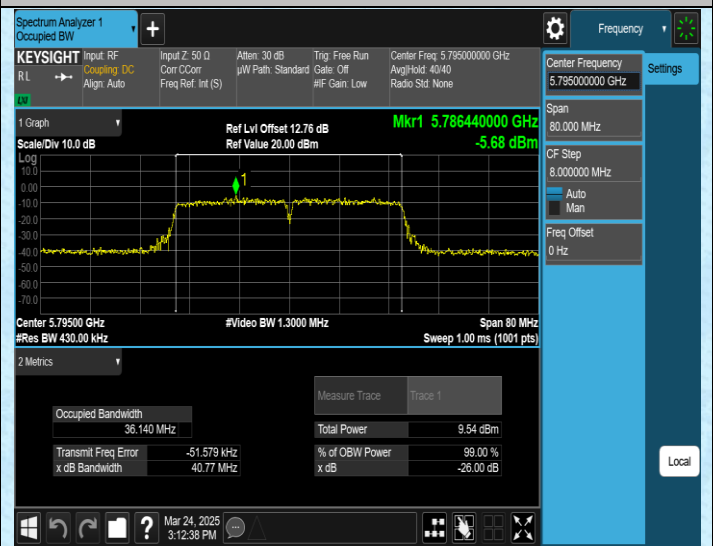 Spectrum Analyzer 1
Occupied BW
+
Frequency
KEYSIGHT
RL
LXI
Input: RF
Coupling: DC
Align: Auto
Input Z: 50 Ω
Corr CCorr
Freq Ref: Int (S)
Atten: 30 dB
µW Path: Standard
Trig: Free Run
Gate: Off
#IF Gain: Low
Center Freq: 5.795000000 GHz
Avg|Hold: 40/40
Radio Std: None
Center Frequency
5.795000000 GHz
Settings
Span
80.000 MHz
CF Step
8.000000 MHz
Auto
Man
Freq Offset
0 Hz
1 Graph
Scale/Div 10.0 dB
Ref Lvl Offset 12.76 dB
Ref Value 20.00 dBm
Mkr1 5.786440000 GHz
-5.68 dBm
Log
10.0
0.00
-10.0
-20.0
-30.0
-40.0
-50.0
-60.0
-70.0
1
Center 5.79500 GHz
#Video BW 1.3000 MHz
Span 80 MHz
#Res BW 430.00 kHz
Sweep 1.00 ms (1001 pts)
2 Metrics
Measure Trace
Trace 1
Occupied Bandwidth
36.140 MHz
Total Power
9.54 dBm
Transmit Freq Error
-51.579 kHz
% of OBW Power
99.00 %
x dB Bandwidth
40.77 MHz
x dB
-26.00 dB
Local
?
Mar 24, 2025
3:12:38 PM